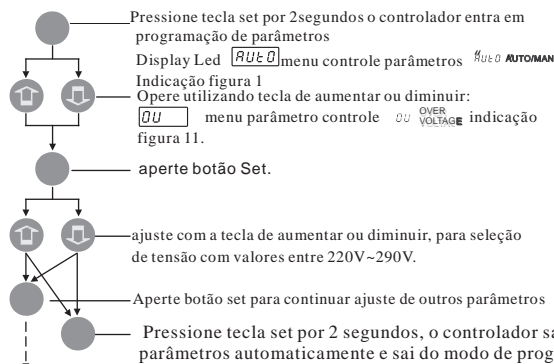 Pressione tecla set por 2segundos o controlador entra em
programação de parâmetros
Display Led AUtO menu controle parâmetros AUtO AUTO/MAN
Indicação figura 1
Opere utilizando tecla de aumentar ou diminuir:
OU menu parâmetro controle OU OVER VOLTAGE indicação
figura 11.
aperte botão Set.
ajuste com a tecla de aumentar ou diminuir, para seleção
de tensão com valores entre 220V~290V.
Aperte botão set para continuar ajuste de outros parâmetros
Pressione tecla set por 2 segundos, o controlador sa
parâmetros automaticamente e sai do modo de prog